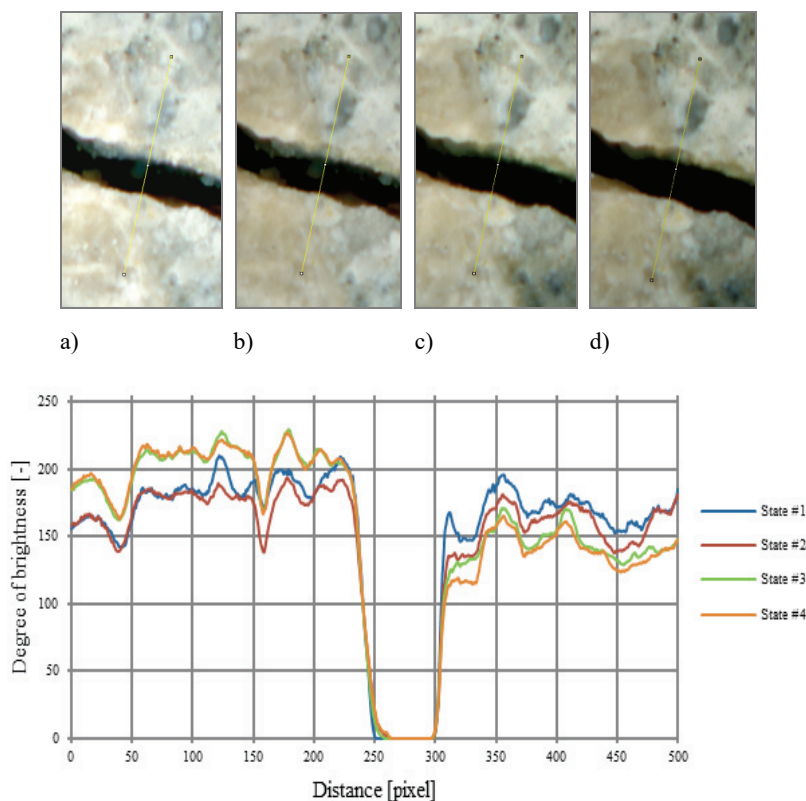 a)
b)
c)
d)
Degree of brightness [-]
250
200
150
100
50
0
0 50 100 150 200 250 300 350 400 450 500
Distance [pixel]
State #1
State #2
State #3
State #4